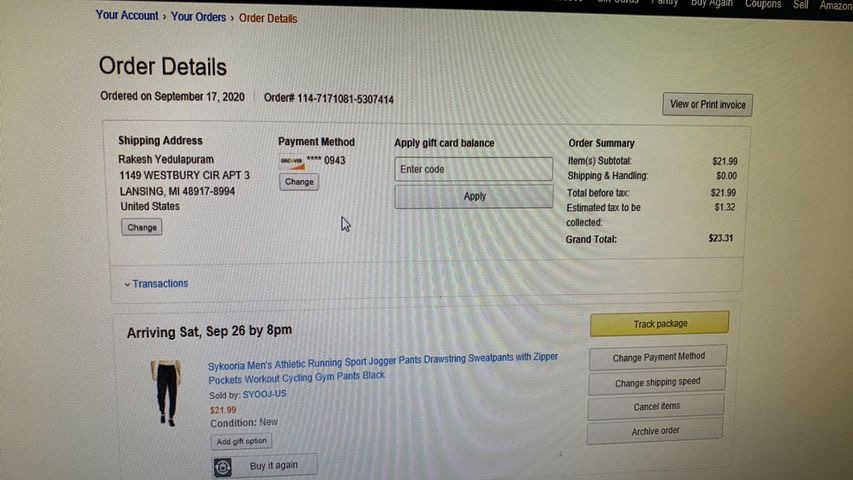 Pantry Buy Again Coupons Sell Amazon
Your Account › Your Orders › Order Details
Order Details
Ordered on September 17, 2020 | Order# 114-7171081-5307414
View or Print invoice
Shipping Address
Rakesh Yedulapuram
1149 WESTBURY CIR APT 3
LANSING, MI 48917-8994
United States
Change
Payment Method
DISCOVER **** 0943
Change
Apply gift card balance
Enter code
Apply
Order Summary
Item(s) Subtotal: $21.99
Shipping & Handling: $0.00
Total before tax: $21.99
Estimated tax to be $1.32
collected:
Grand Total: $23.31
Transactions
Arriving Sat, Sep 26 by 8pm
Sykooria Men's Athletic Running Sport Jogger Pants Drawstring Sweatpants with Zipper
Pockets Workout Cycling Gym Pants Black
Sold by: SYOOJ-US
$21.99
Condition: New
Add gift option
Buy it again
Track package
Change Payment Method
Change shipping speed
Cancel items
Archive order